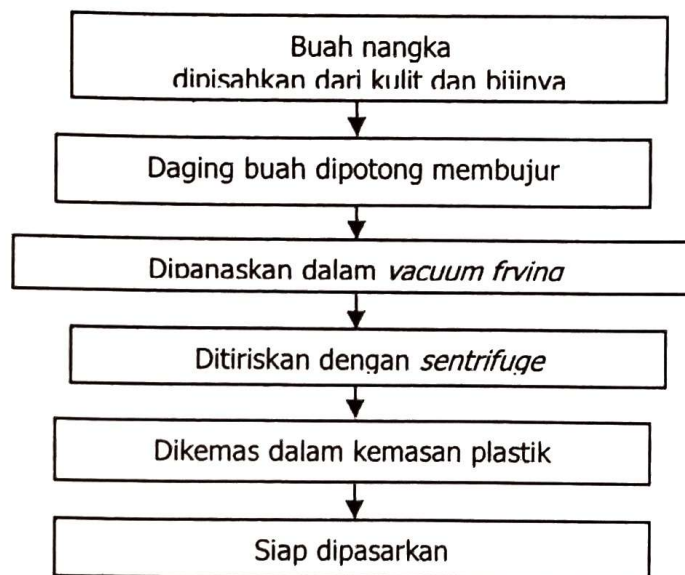 Buah nangka
dipisahkan dari kulit dan bijinya
Daging buah dipotong membujur
Dipanaskan dalam vacuum frying
Ditiriskan dengan sentrifuge
Dikemas dalam kemasan plastik
Siap dipasarkan